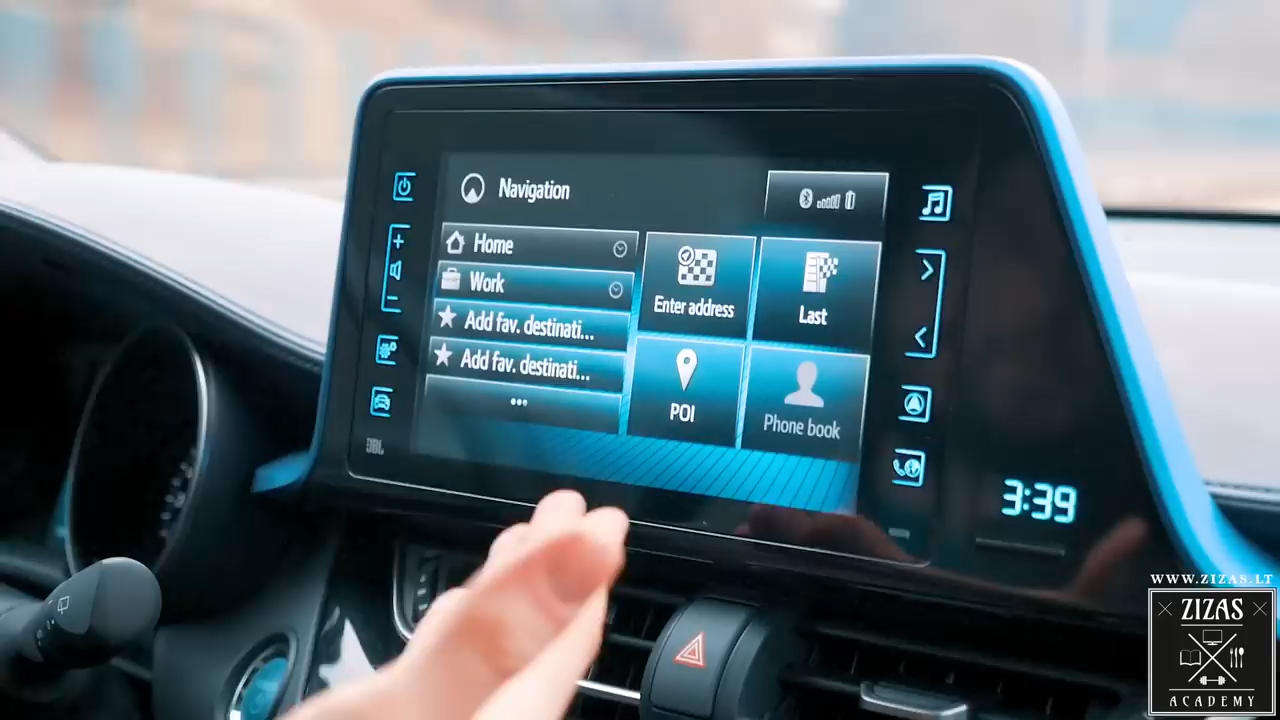 Navigation
Home
Work
Add fav. destinati...
Add fav. destinati...
...
Enter address
Last
POI
Phone book
JBL
3:39
WWW.ZIZAS.LT
ZIZAS
ACADEMY